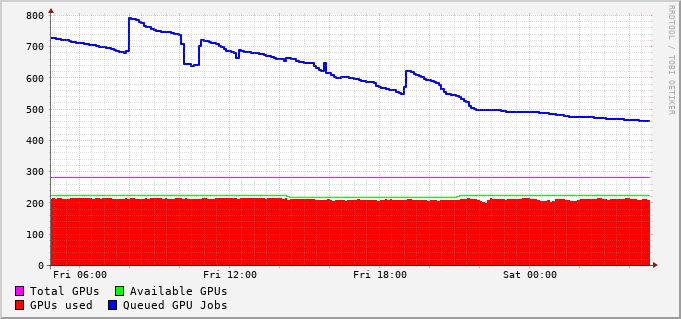 800
700
600
500
400
300
200
100
0
Fri 06:00 Fri 12:00 Fri 18:00 Sat 00:00
Total GPUs Available GPUs
GPUs used Queued GPU Jobs
RRDTOOL / TOBI OETIKER